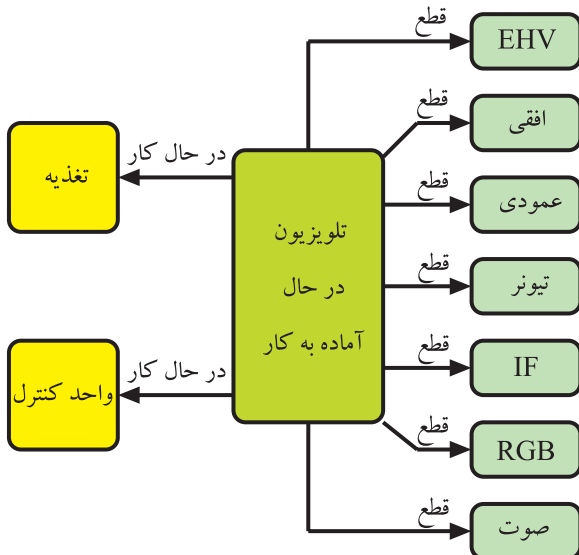 قطع
EHV
قطع
افقی
قطع
عمودی
قطع
تیونر
قطع
IF
قطع
RGB
قطع
صوت
تلویزیون
در حال
آماده به کار
در حال کار
تغذیه
در حال کار
واحد کنترل